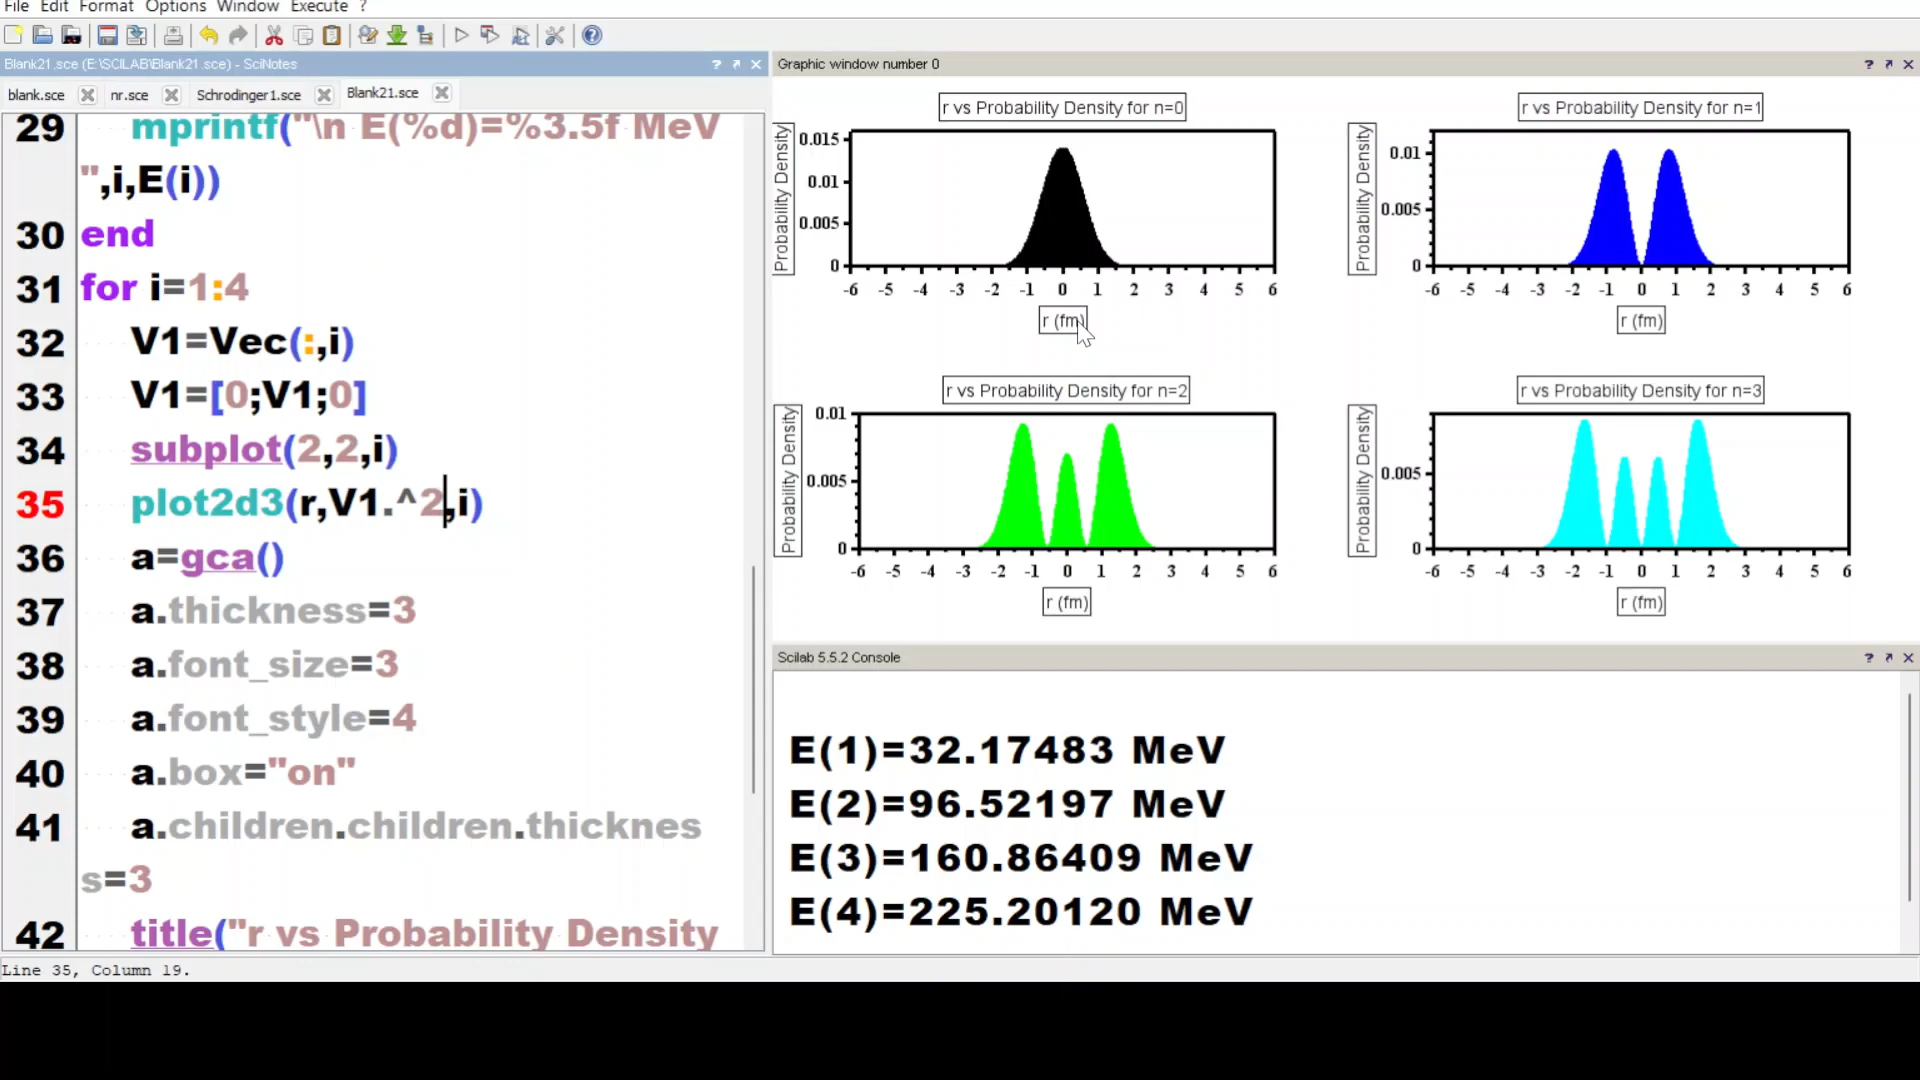 File Edit Format Options Window Execute ?
Blank21.sce (E:\SCILAB\Blank21.sce) - SciNotes
? ↗ ×
blank.sce
nr.sce
Schrodinger1.sce
Blank21.sce
29 mprintf("\n E(%d)=%3.5f MeV
",i,E(i))
30 end
31 for i=1:4
32 V1=Vec(:,i)
33 V1=[0;V1;0]
34 subplot(2,2,i)
35 plot2d3(r,V1.^2,i)
36 a=gca()
37 a.thickness=3
38 a.font_size=3
39 a.font_style=4
40 a.box="on"
41 a.children.children.thicknes
s=3
42 title("r vs Probability Density
Line 35, Column 19.
Graphic window number 0
? ↗ ×
r vs Probability Density for n=0
Probability Density
0.015
0.01
0.005
0
-6 -5 -4 -3 -2 -1 0 1 2 3 4 5 6
r (fm)
r vs Probability Density for n=1
Probability Density
0.01
0.005
0
-6 -5 -4 -3 -2 -1 0 1 2 3 4 5 6
r (fm)
r vs Probability Density for n=2
Probability Density
0.01
0.005
0
-6 -5 -4 -3 -2 -1 0 1 2 3 4 5 6
r (fm)
r vs Probability Density for n=3
Probability Density
0.005
0
-6 -5 -4 -3 -2 -1 0 1 2 3 4 5 6
r (fm)
Scilab 5.5.2 Console
? ↗ ×
E(1)=32.17483 MeV
E(2)=96.52197 MeV
E(3)=160.86409 MeV
E(4)=225.20120 MeV